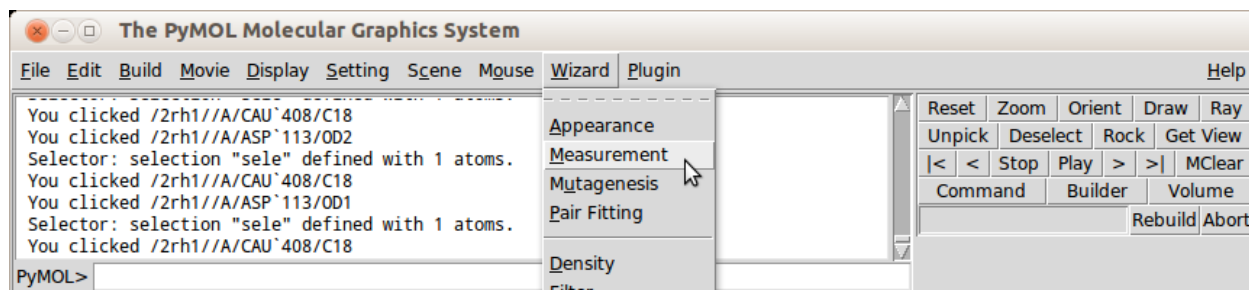 The PyMOL Molecular Graphics System
File Edit Build Movie Display Setting Scene Mouse Wizard Plugin Help
You clicked /2rh1//A/CAU`408/C18
You clicked /2rh1//A/ASP`113/OD2
Selector: selection "sele" defined with 1 atoms.
You clicked /2rh1//A/CAU`408/C18
You clicked /2rh1//A/ASP`113/OD1
Selector: selection "sele" defined with 1 atoms.
You clicked /2rh1//A/CAU`408/C18
PyMOL>
Appearance
Measurement
Mutagenesis
Pair Fitting
Density
Reset Zoom Orient Draw Ray
Unpick Deselect Rock Get View
|< < Stop Play > >| MClear
Command Builder Volume
Rebuild Abort